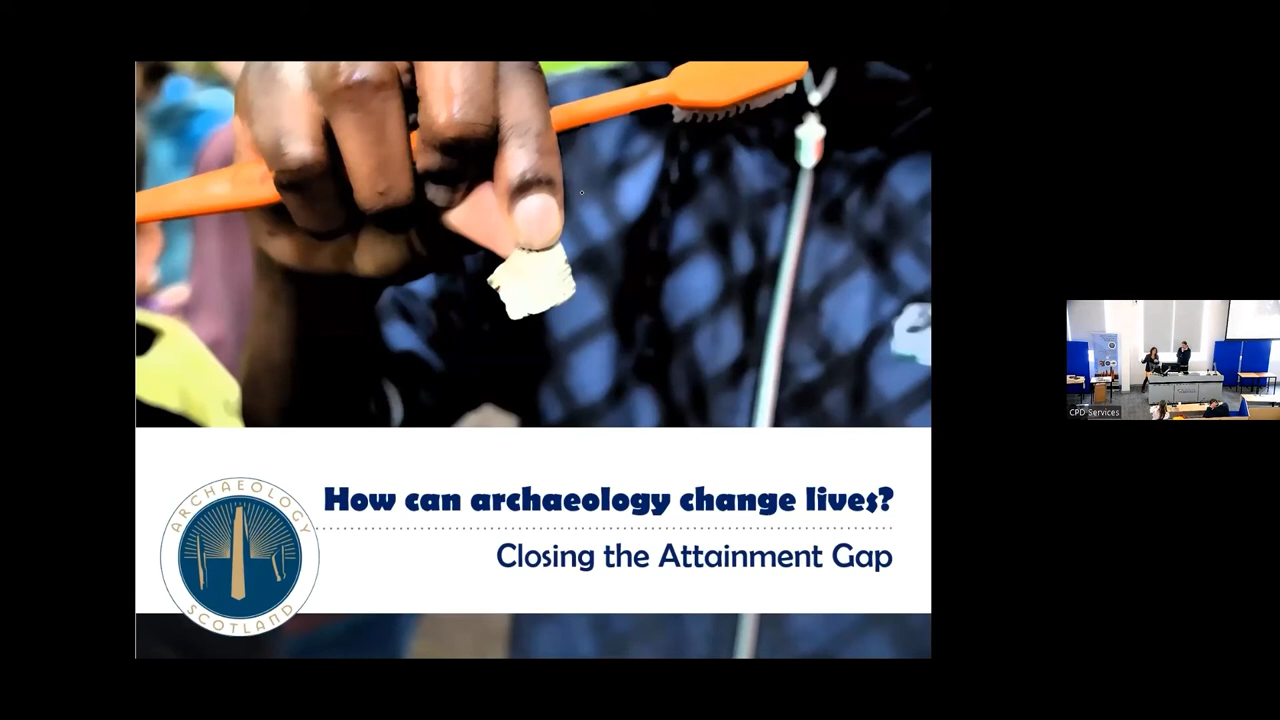 How can archaeology change lives?
Closing the Attainment Gap
ARCHAEOLOGY
SCOTLAND
CPD Services